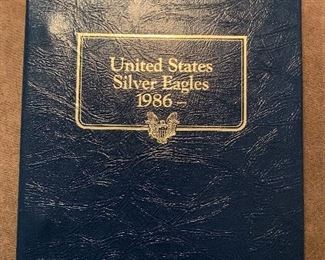 United States
Silver Eagles
1986–